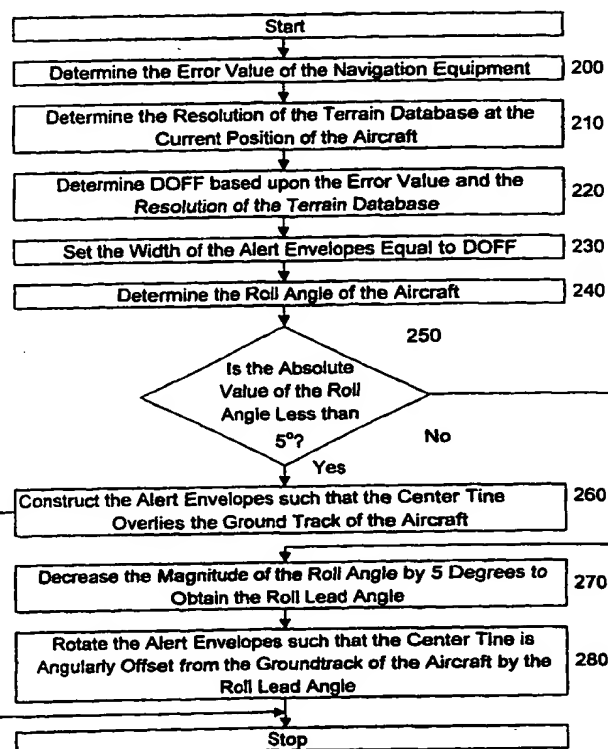 Start
Determine the Error Value of the Navigation Equipment
200
Determine the Resolution of the Terrain Database at the
Current Position of the Aircraft
210
Determine DOFF based upon the Error Value and the
Resolution of the Terrain Database
220
Set the Width of the Alert Envelopes Equal to DOFF
230
Determine the Roll Angle of the Aircraft
240
250
Is the Absolute
Value of the Roll
Angle Less than
5°?
No
Yes
Construct the Alert Envelopes such that the Center Tine
Overlies the Ground Track of the Aircraft
260
Decrease the Magnitude of the Roll Angle by 5 Degrees to
Obtain the Roll Lead Angle
270
Rotate the Alert Envelopes such that the Center Tine is
Angularly Offset from the Groundtrack of the Aircraft by the
Roll Lead Angle
280
Stop